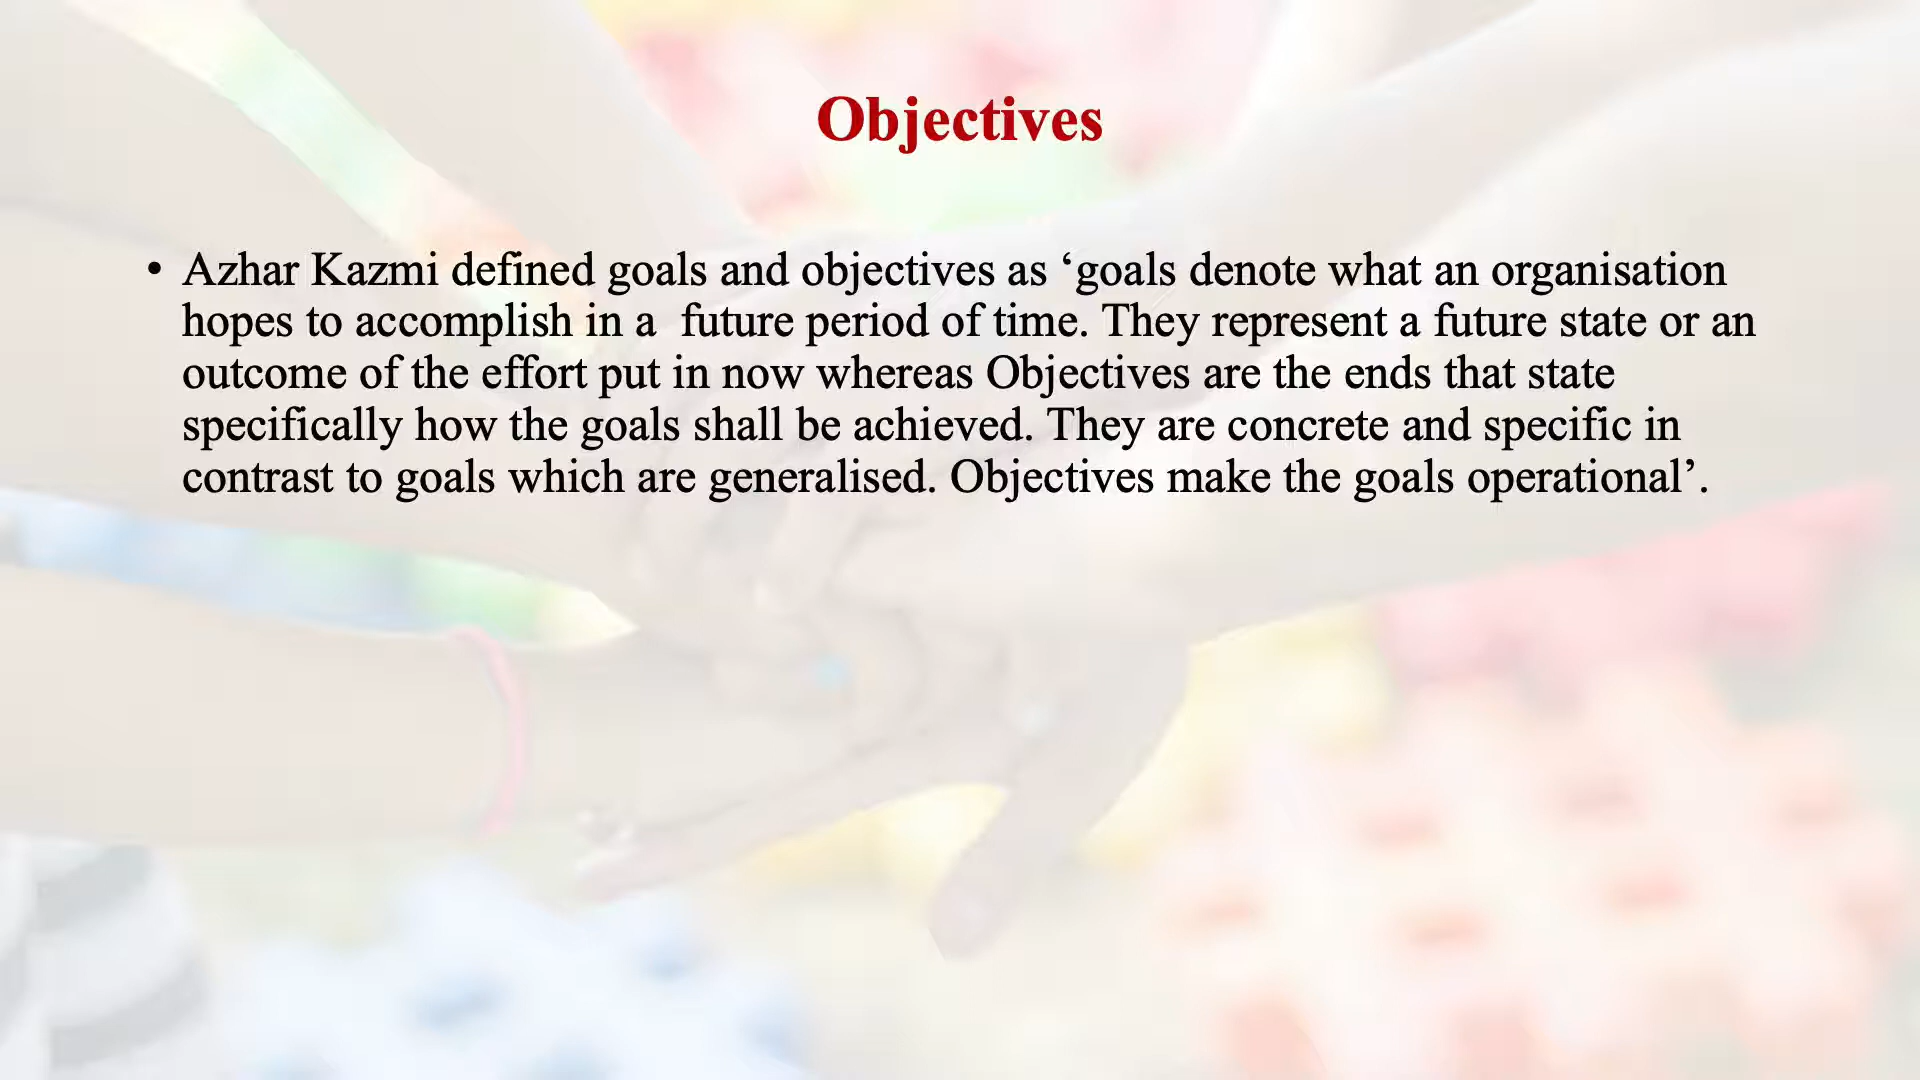 Objectives
• Azhar Kazmi defined goals and objectives as ‘goals denote what an organisation
hopes to accomplish in a  future period of time. They represent a future state or an
outcome of the effort put in now whereas Objectives are the ends that state
specifically how the goals shall be achieved. They are concrete and specific in
contrast to goals which are generalised. Objectives make the goals operational’.